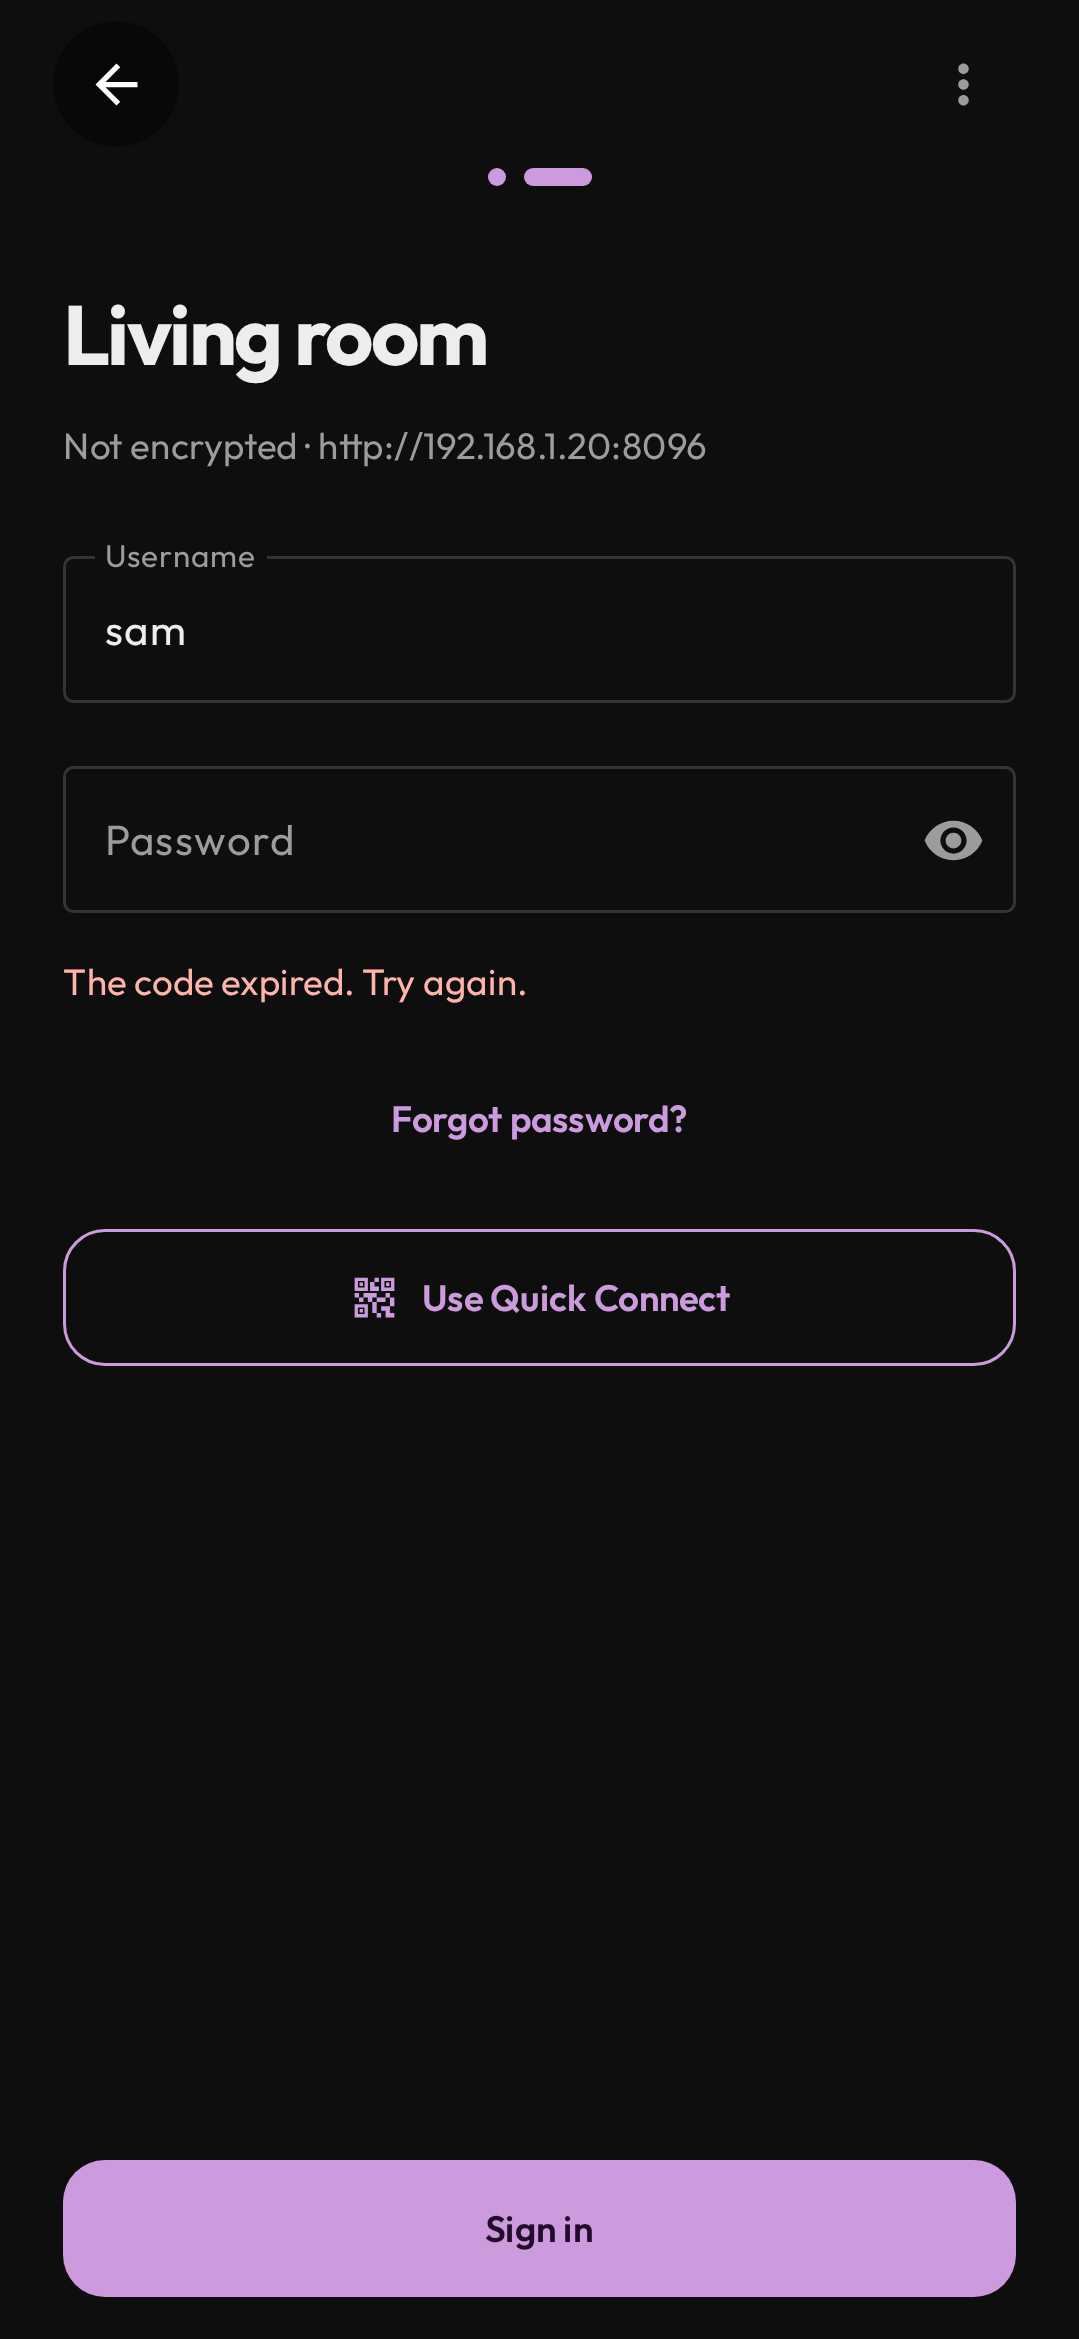 Living room
Not encrypted · http://192.168.1.20:8096
Username
sam
Password
The code expired. Try again.
Forgot password?
Use Quick Connect
Sign in